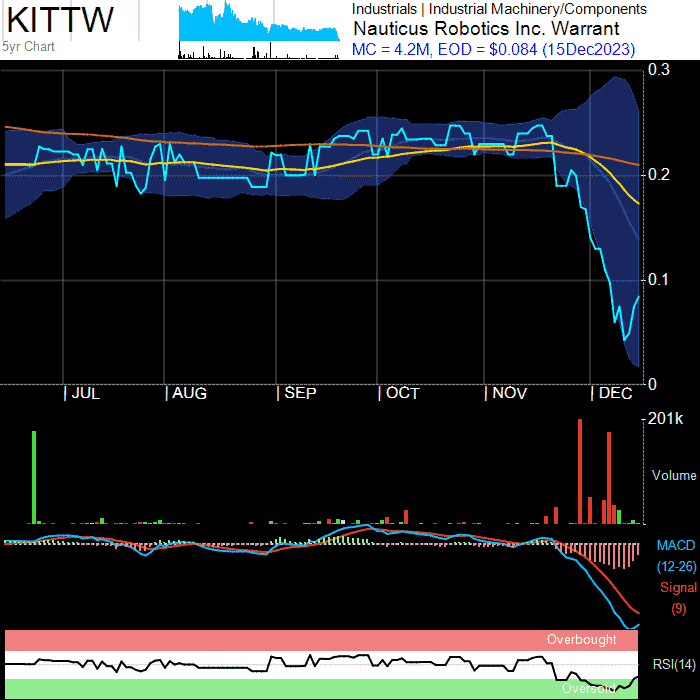 KITTW
5yr Chart
Industrials | Industrial Machinery/Components
Nauticus Robotics Inc. Warrant
MC = 4.2M, EOD = $0.084 (15Dec2023)
0.3
0.2
0.1
0
| JUL | AUG | SEP | OCT | NOV | DEC
201k
Volume
MACD
(12-26)
Signal
(9)
Overbought
RSI(14)
Oversold